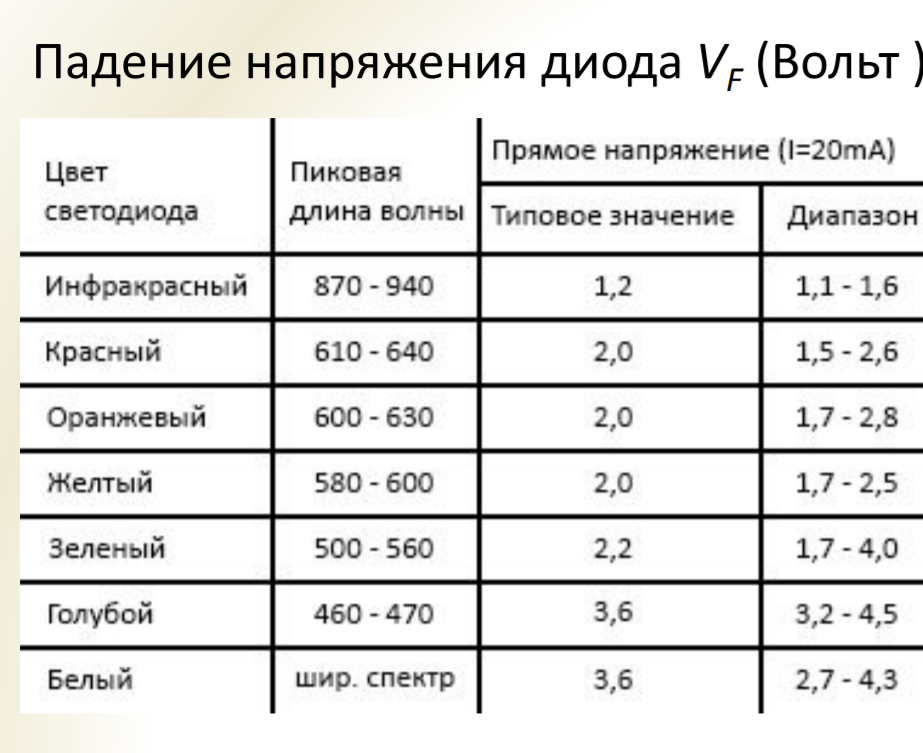 Падение напряжения диода V_F (Вольт )
Прямое напряжение (I=20mA)
Цвет светодиода Пиковая длина волны Типовое значение Диапазон
Инфракрасный 870 - 940 1,2 1,1 - 1,6
Красный 610 - 640 2,0 1,5 - 2,6
Оранжевый 600 - 630 2,0 1,7 - 2,8
Желтый 580 - 600 2,0 1,7 - 2,5
Зеленый 500 - 560 2,2 1,7 - 4,0
Голубой 460 - 470 3,6 3,2 - 4,5
Белый шир. спектр 3,6 2,7 - 4,3